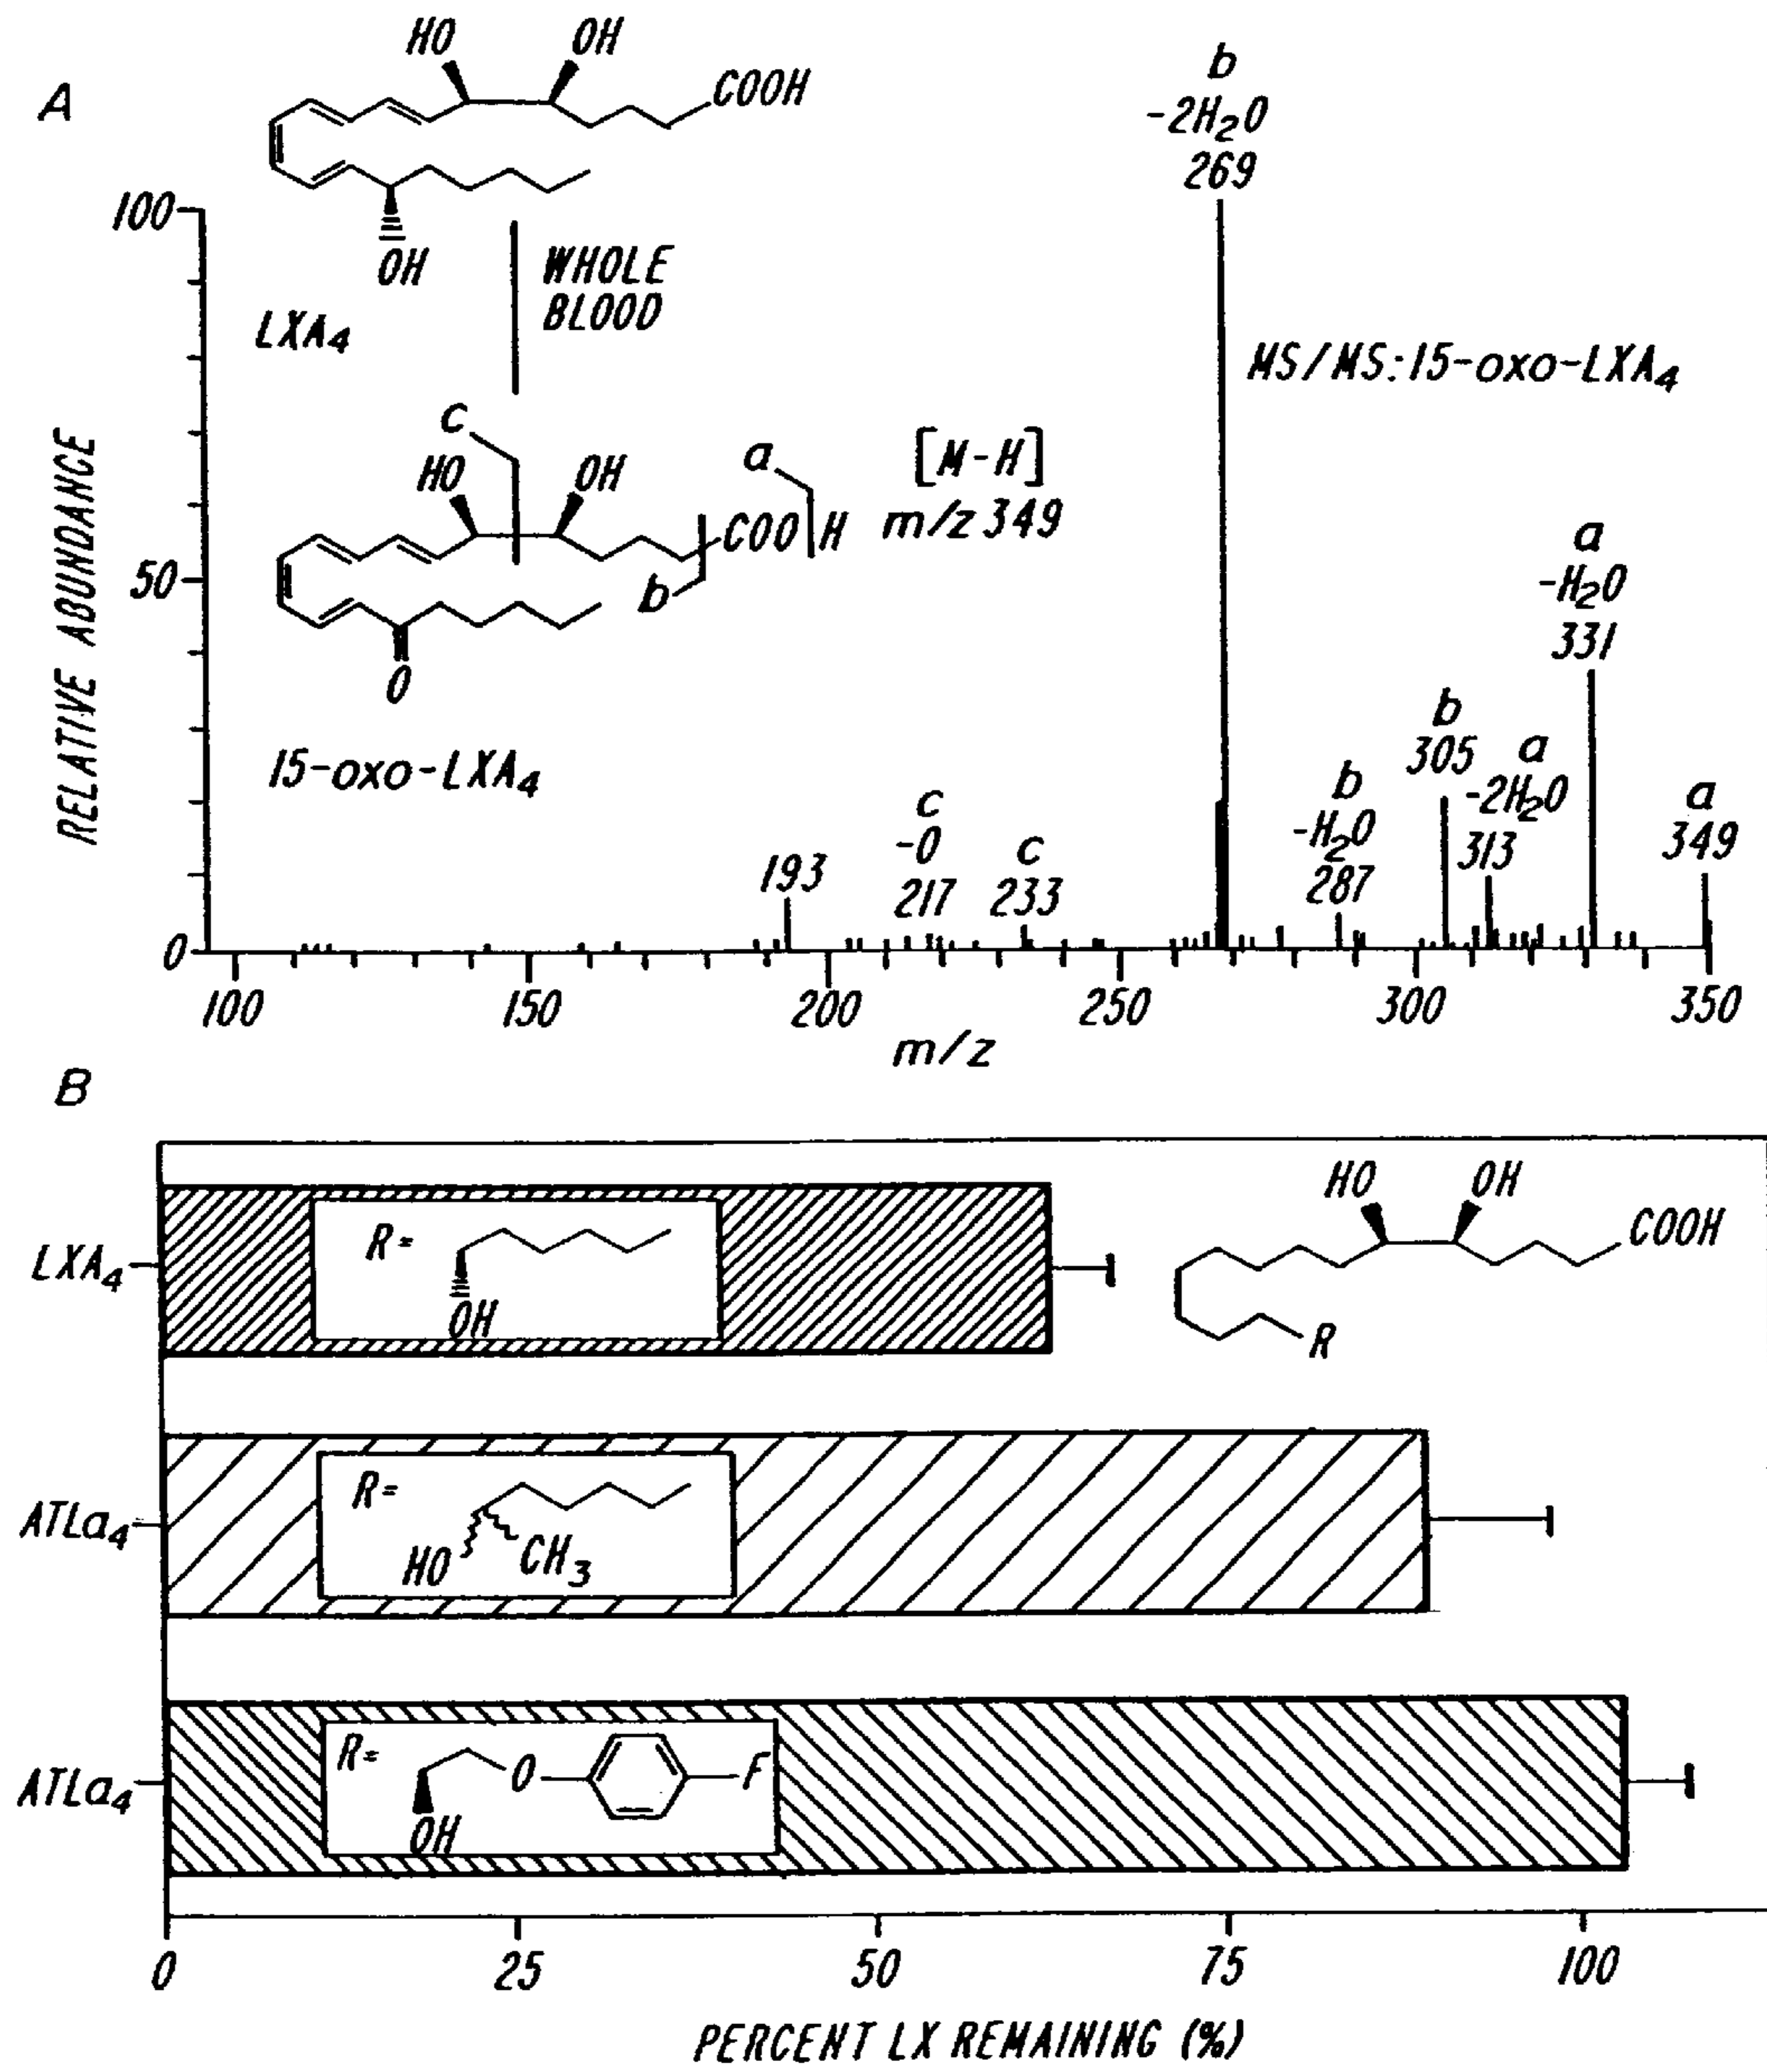 A
HO OH
COOH
OH
LXA4
WHOLE
BLOOD
b
-2H2O
269
MS/MS:15-oxo-LXA4
c
HO OH
a
COO H
b
O
15-oxo-LXA4
[M-H]
m/z 349
a
-H2O
331
b
305
a
-2H2O
313
a
349
b
-H2O
287
c
-O
217
c
233
193
RELATIVE ABUNDANCE
100
50
0
100 150 200 250 300 350
m/z
B
LXA4
R=
OH
HO OH
COOH
R
ATLa4
R=
HO CH3
ATLa4
R=
O F
OH
0 25 50 75 100
PERCENT LX REMAINING (%)